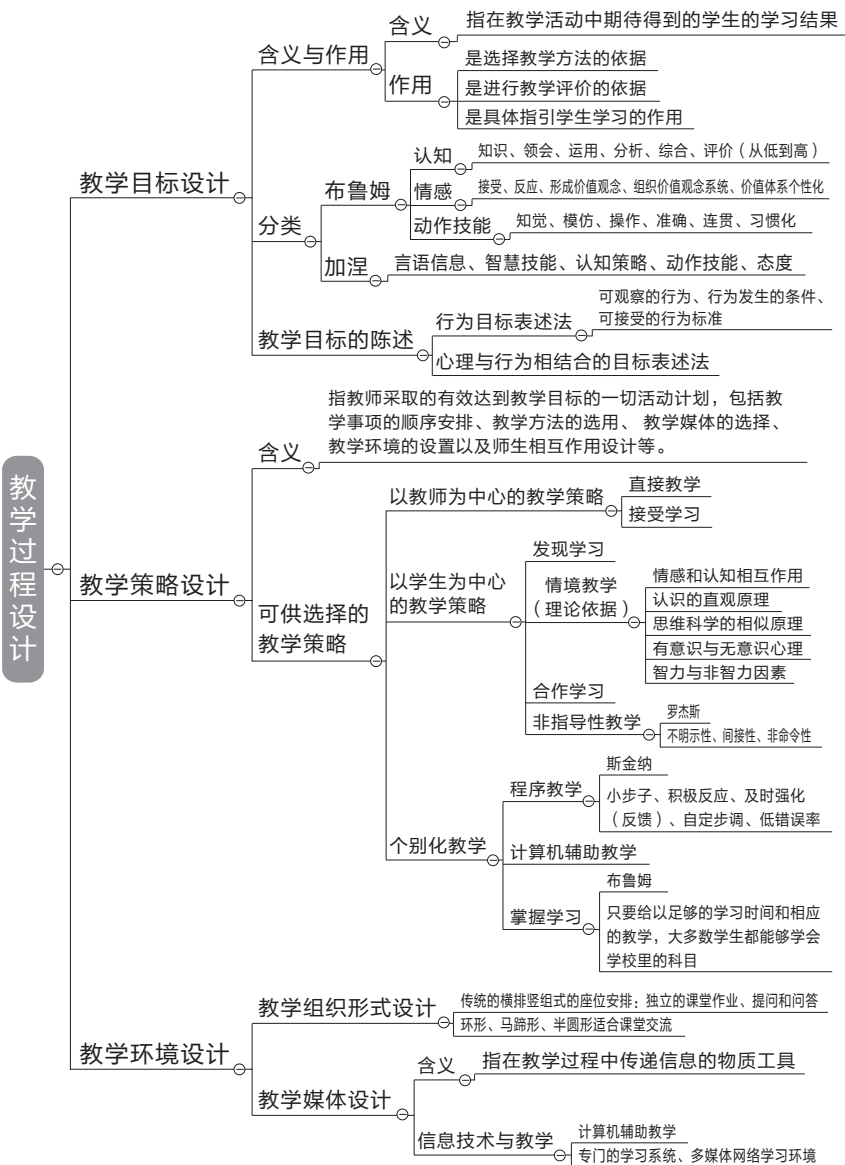 教学过程设计
教学目标设计
含义与作用
含义
指在教学活动中期待得到的学生的学习结果
作用
是选择教学方法的依据
是进行教学评价的依据
是具体指引学生学习的作用
分类
布鲁姆
认知
知识、领会、运用、分析、综合、评价(从低到高)
情感
接受、反应、形成价值观念、组织价值观念系统、价值体系个性化
动作技能
知觉、模仿、操作、准确、连贯、习惯化
加涅
言语信息、智慧技能、认知策略、动作技能、态度
教学目标的陈述
行为目标表述法
可观察的行为、行为发生的条件、
可接受的行为标准
心理与行为相结合的目标表述法
教学策略设计
含义
指教师采取的有效达到教学目标的一切活动计划，包括教
学事项的顺序安排、教学方法的选用、 教学媒体的选择、
教学环境的设置以及师生相互作用设计等。
可供选择的
教学策略
以教师为中心的教学策略
直接教学
接受学习
以学生为中心
的教学策略
发现学习
情境教学
(理论依据)
情感和认知相互作用
认识的直观原理
思维科学的相似原理
有意识与无意识心理
智力与非智力因素
合作学习
非指导性教学
罗杰斯
不明示性、间接性、非命令性
个别化教学
程序教学
斯金纳
小步子、积极反应、及时强化
(反馈)、自定步调、低错误率
计算机辅助教学
掌握学习
布鲁姆
只要给以足够的学习时间和相应
的教学，大多数学生都能够学会
学校里的科目
教学环境设计
教学组织形式设计
传统的横排竖组式的座位安排；独立的课堂作业、提问和问答
环形、马蹄形、半圆形适合课堂交流
教学媒体设计
含义
指在教学过程中传递信息的物质工具
信息技术与教学
计算机辅助教学
专门的学习系统、多媒体网络学习环境